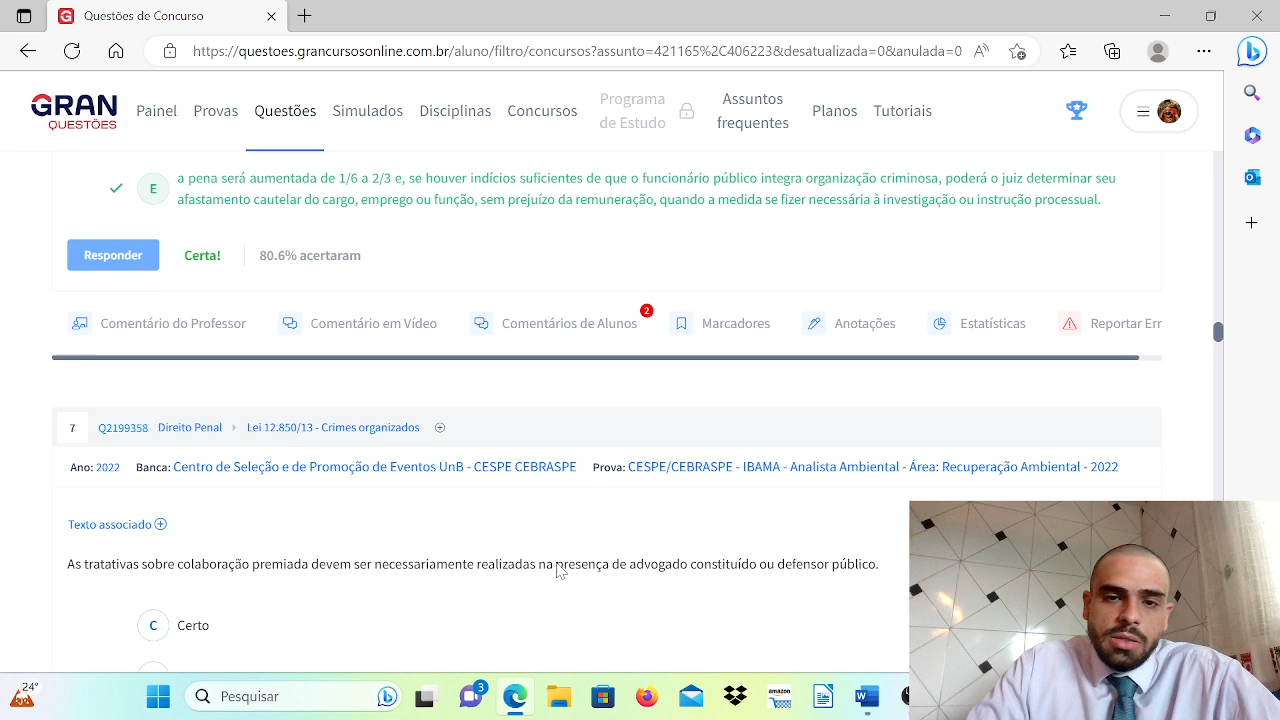 Questões de Concurso
https://questoes.grancursosonline.com.br/aluno/filtro/concursos?assunto=421165%2C406223&desatualizada=0&anulada=0
GRAN
QUESTÕES
Painel
Provas
Questões
Simulados
Disciplinas
Concursos
Programa
de Estudo
Assuntos
frequentes
Planos
Tutoriais
E
a pena será aumentada de 1/6 a 2/3 e, se houver indícios suficientes de que o funcionário público integra organização criminosa, poderá o juiz determinar seu
afastamento cautelar do cargo, emprego ou função, sem prejuízo da remuneração, quando a medida se fizer necessária à investigação ou instrução processual.
Responder
Certa!
80.6% acertaram
Comentário do Professor
Comentário em Vídeo
Comentários de Alunos
2
Marcadores
Anotações
Estatísticas
Reportar Err
7
Q2199358
Direito Penal
Lei 12.850/13 - Crimes organizados
Ano: 2022
Banca: Centro de Seleção e de Promoção de Eventos UnB - CESPE CEBRASPE
Prova: CESPE/CEBRASPE - IBAMA - Analista Ambiental - Área: Recuperação Ambiental - 2022
Texto associado
As tratativas sobre colaboração premiada devem ser necessariamente realizadas na presença de advogado constituído ou defensor público.
C
Certo
24°
Pesquisar
3
amazon
W